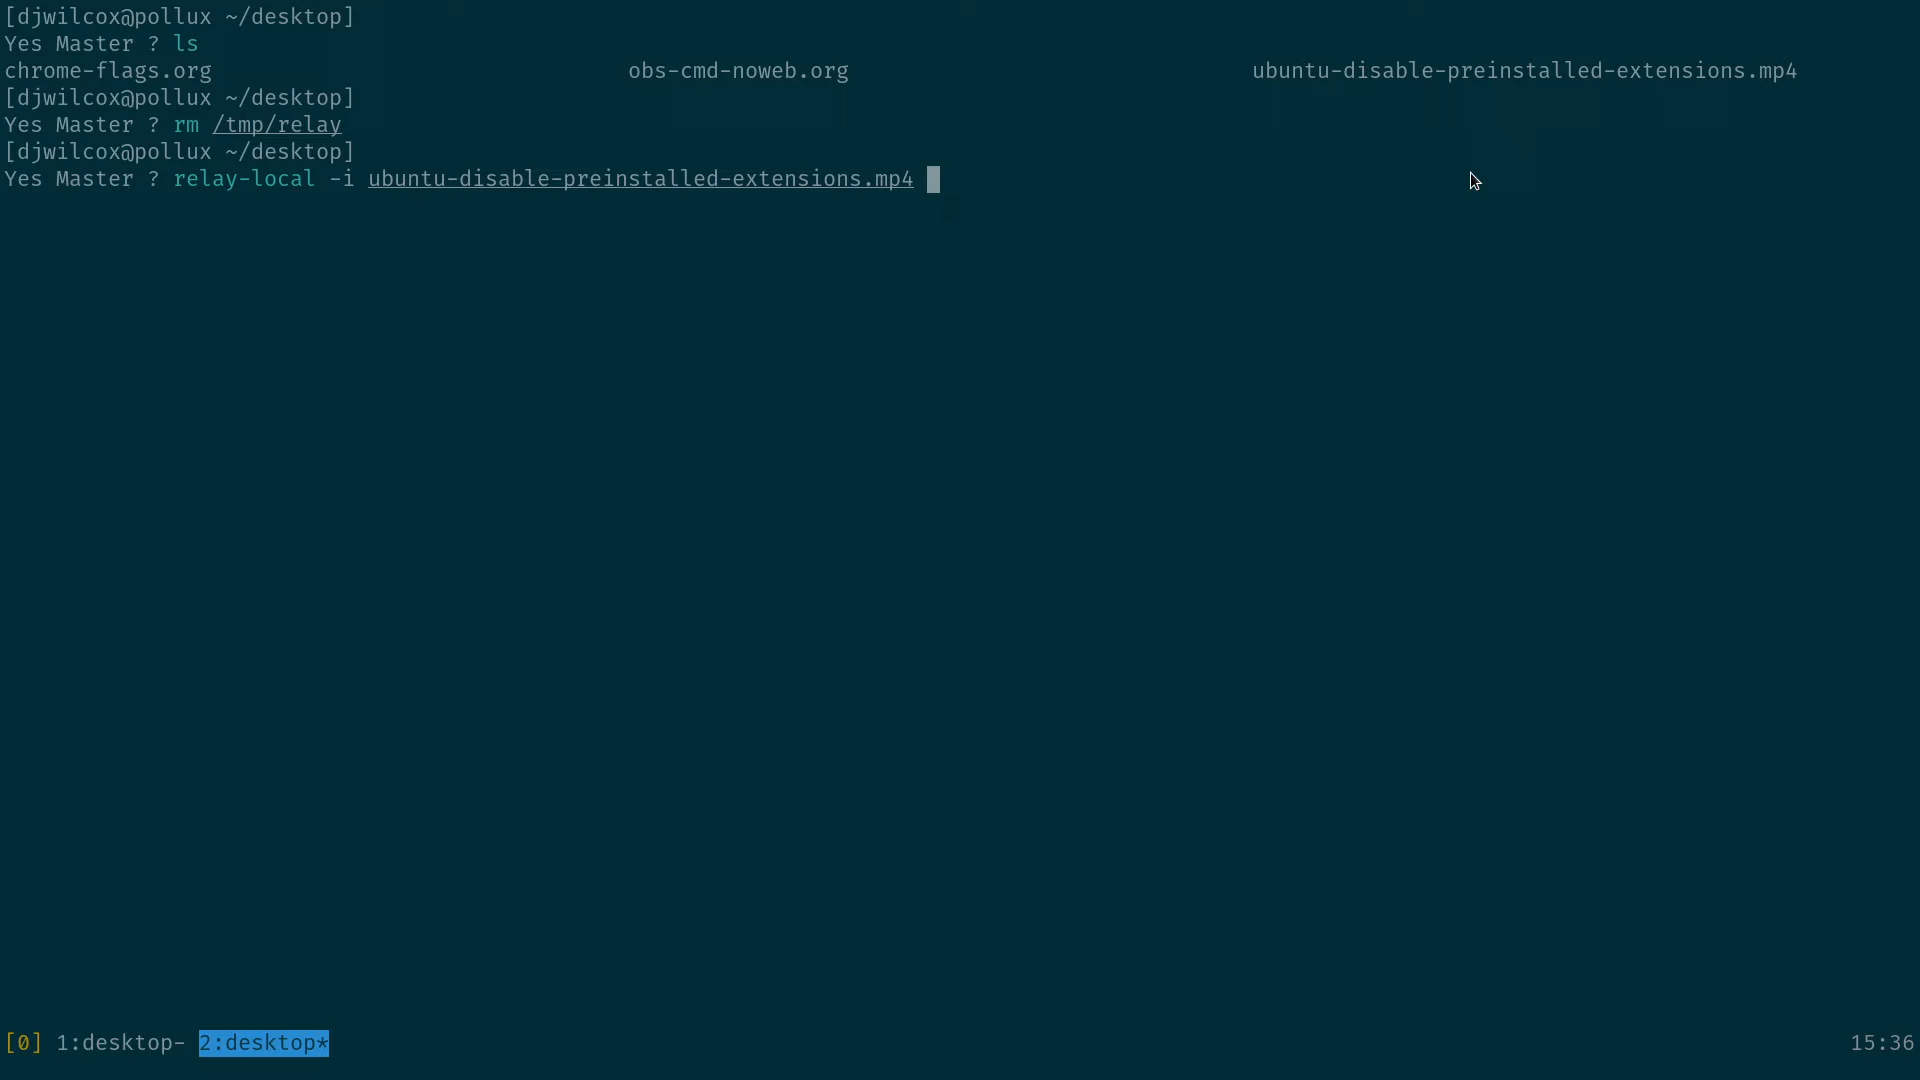 [djwilcox@pollux ~/desktop]
Yes Master ? ls
chrome-flags.org obs-cmd-noweb.org ubuntu-disable-preinstalled-extensions.mp4
[djwilcox@pollux ~/desktop]
Yes Master ? rm /tmp/relay
[djwilcox@pollux ~/desktop]
Yes Master ? relay-local -i ubuntu-disable-preinstalled-extensions.mp4
[0] 1:desktop- 2:desktop* 15:36